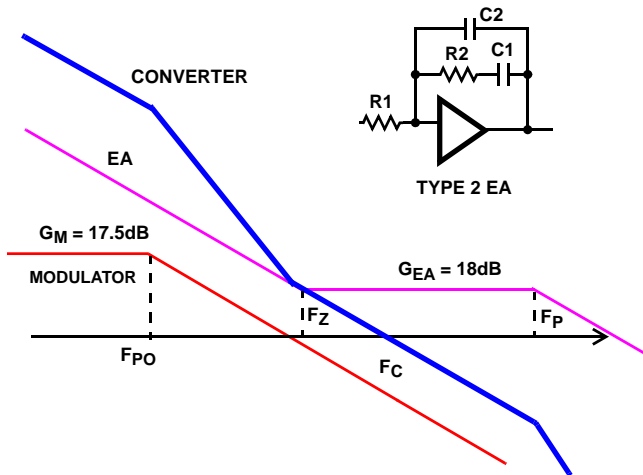 C2
R2
C1
R1
TYPE 2 EA
CONVERTER
EA
G_M = 17.5dB
MODULATOR
G_EA = 18dB
F_Z
F_P
F_PO
F_C